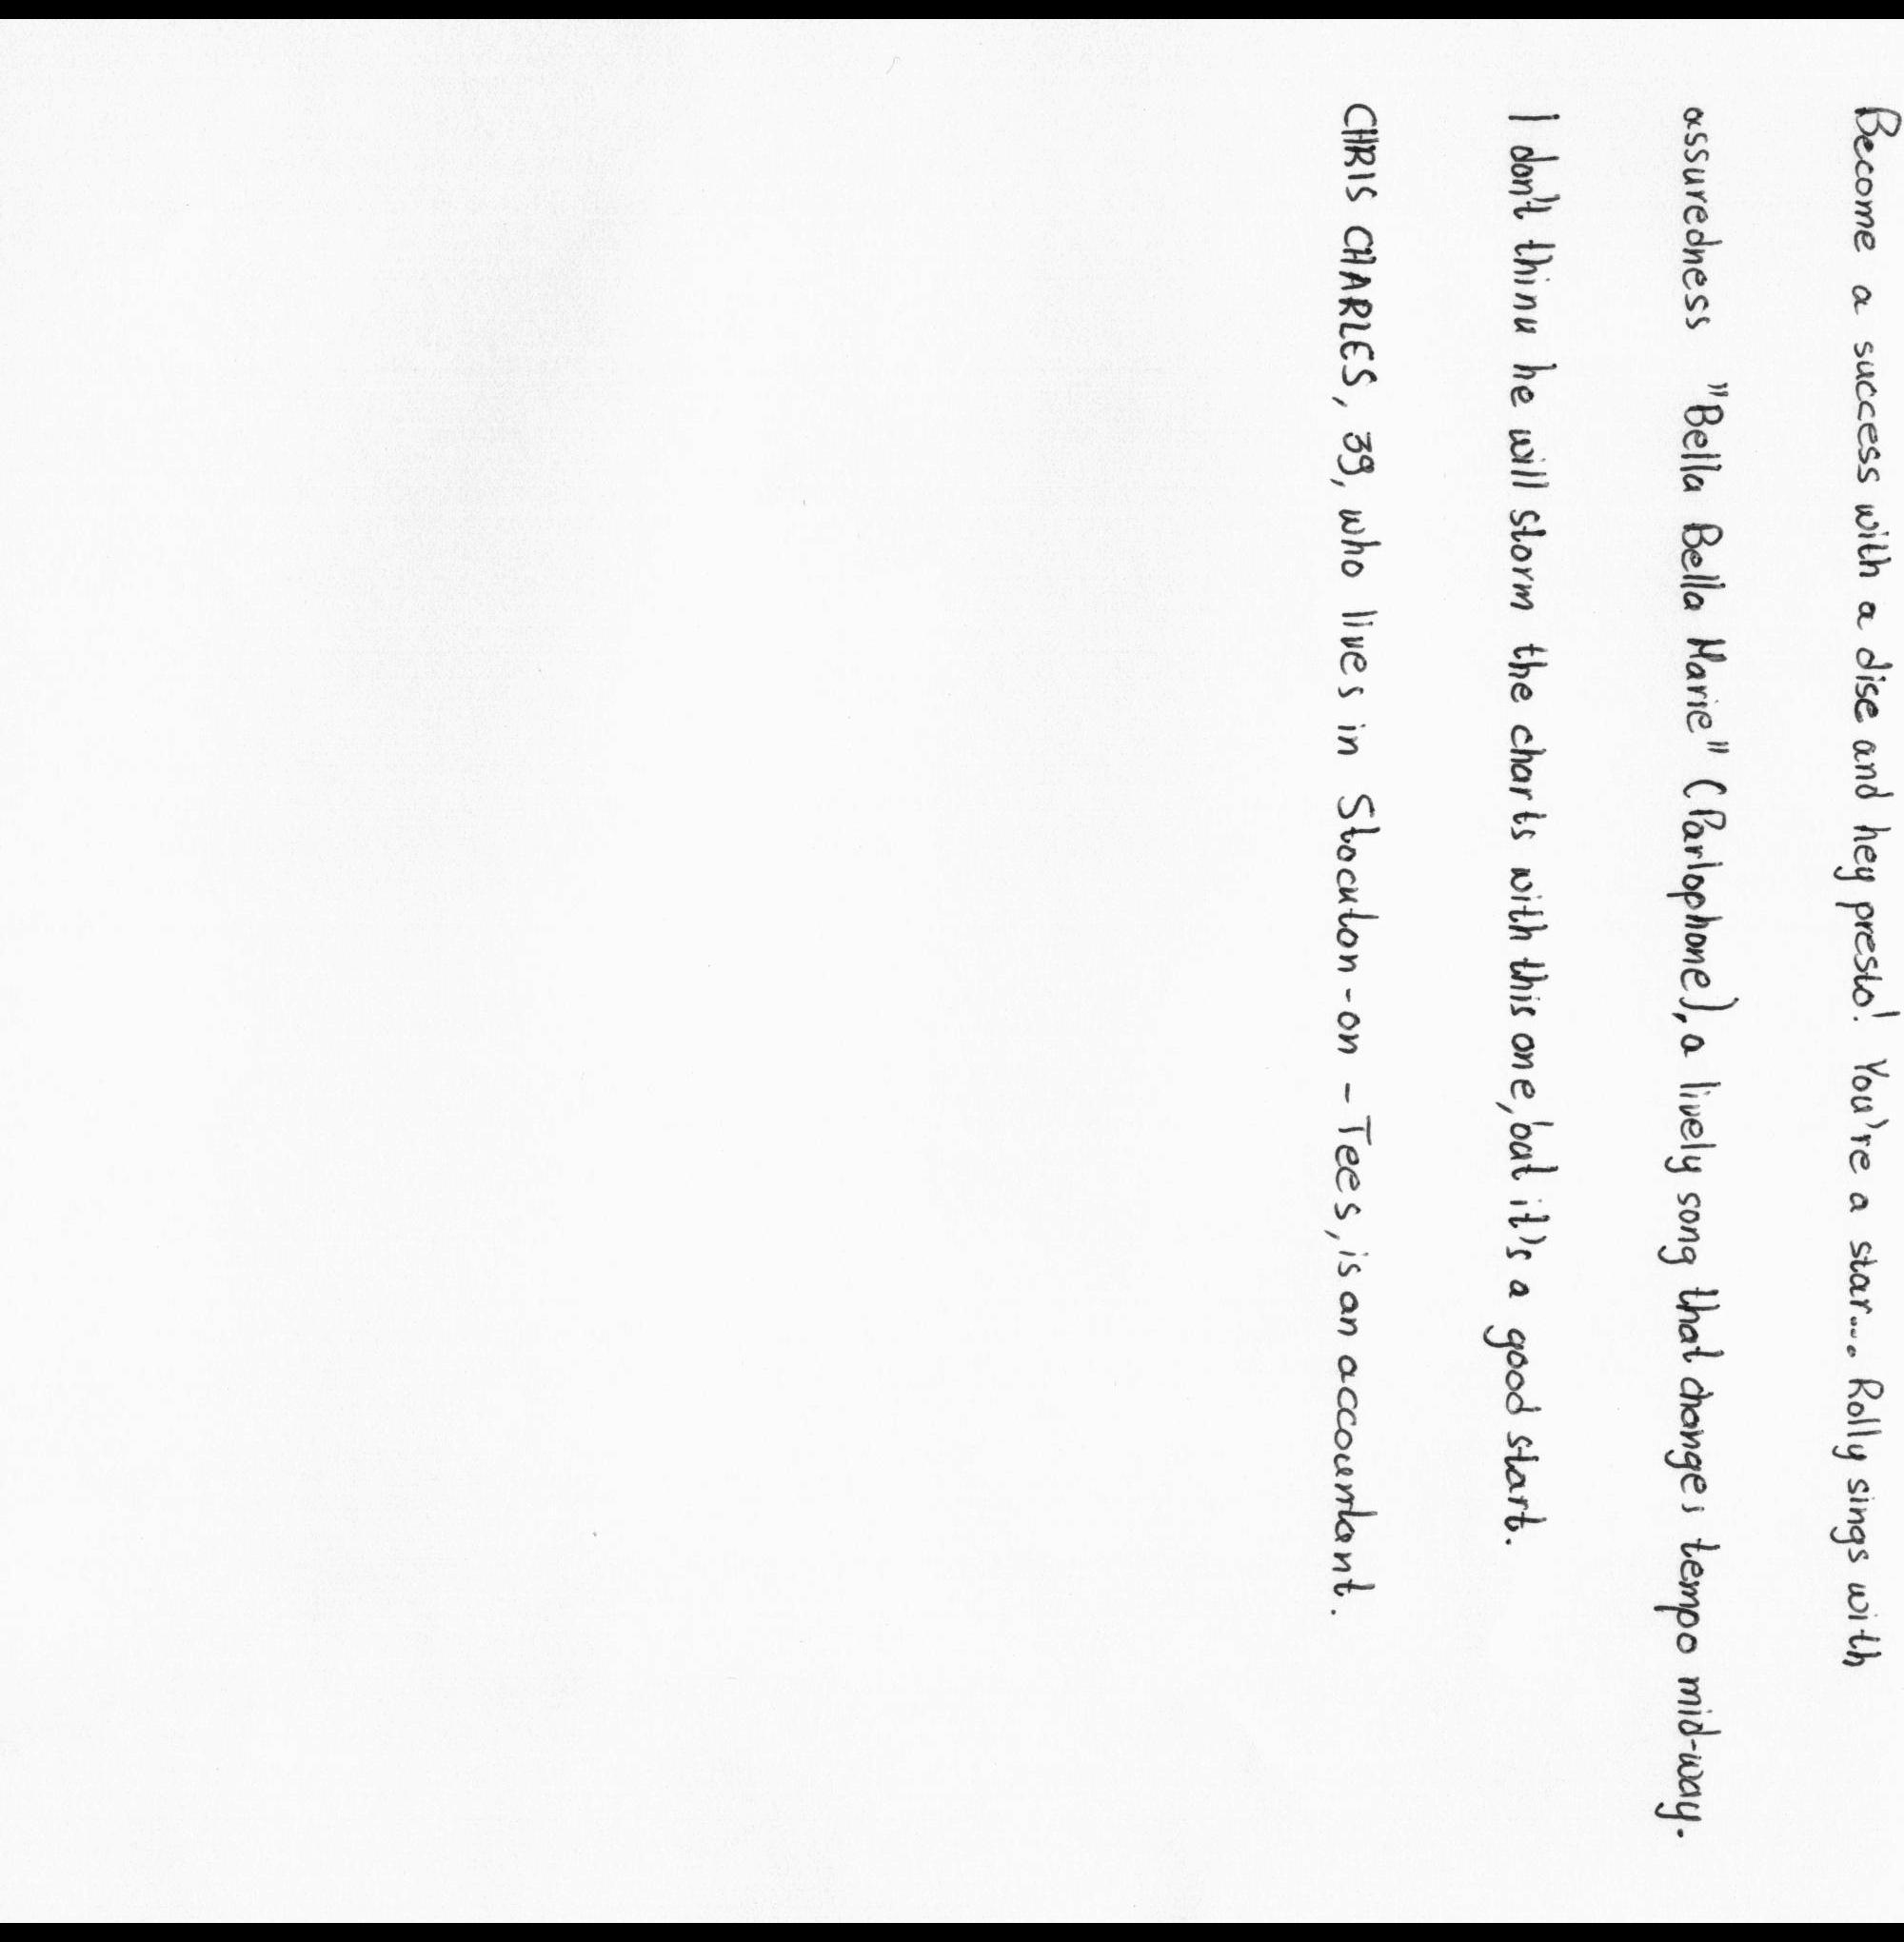 Become a success with a disc and hey presto! You're a star... Rolly sings with
assuredness "Bella Bella Marie" (Parlophone), a lively song that changes tempo mid-way.
I don't think he will storm the charts with this one, but it's a good start.
CHRIS CHARLES, 39, who lives in Stockton-on-Tees, is an accountant.